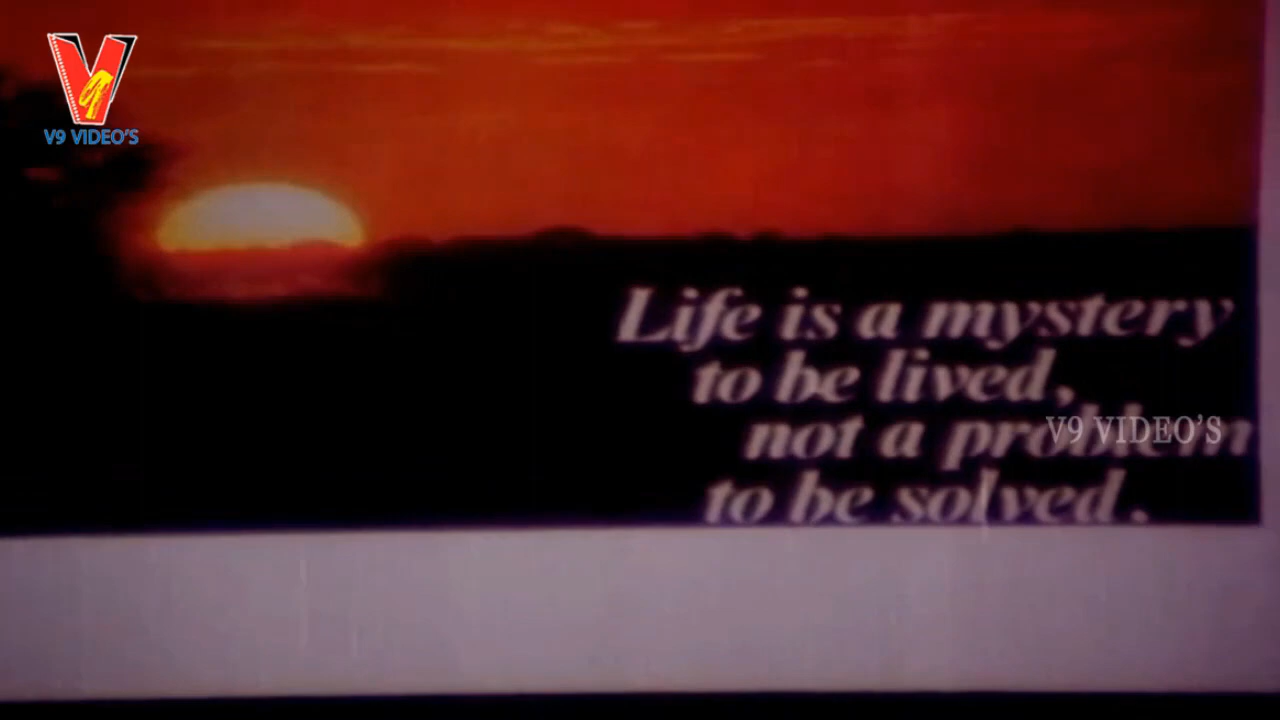 V9 VIDEO'S
Life is a mystery
to be lived,
not a problem
V9 VIDEO'S
to be solved.